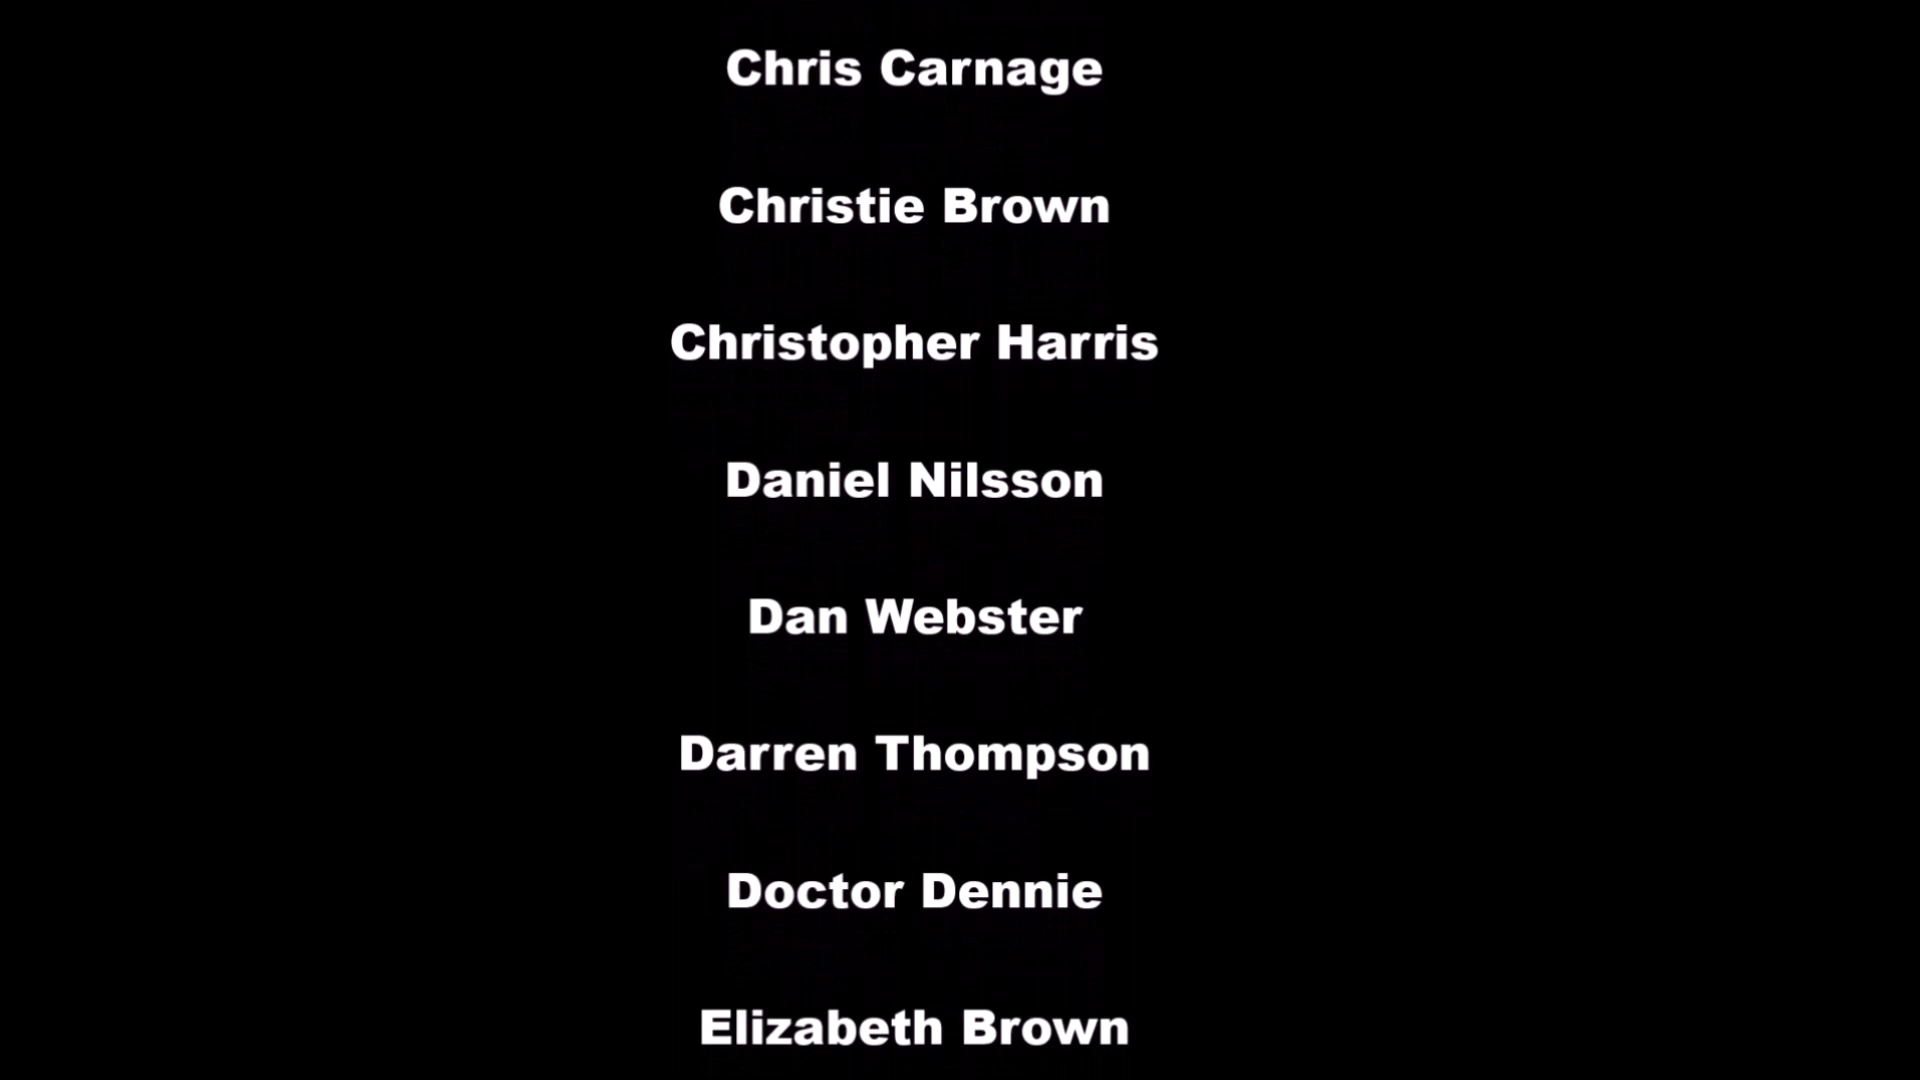 Chris Carnage
Christie Brown
Christopher Harris
Daniel Nilsson
Dan Webster
Darren Thompson
Doctor Dennie
Elizabeth Brown